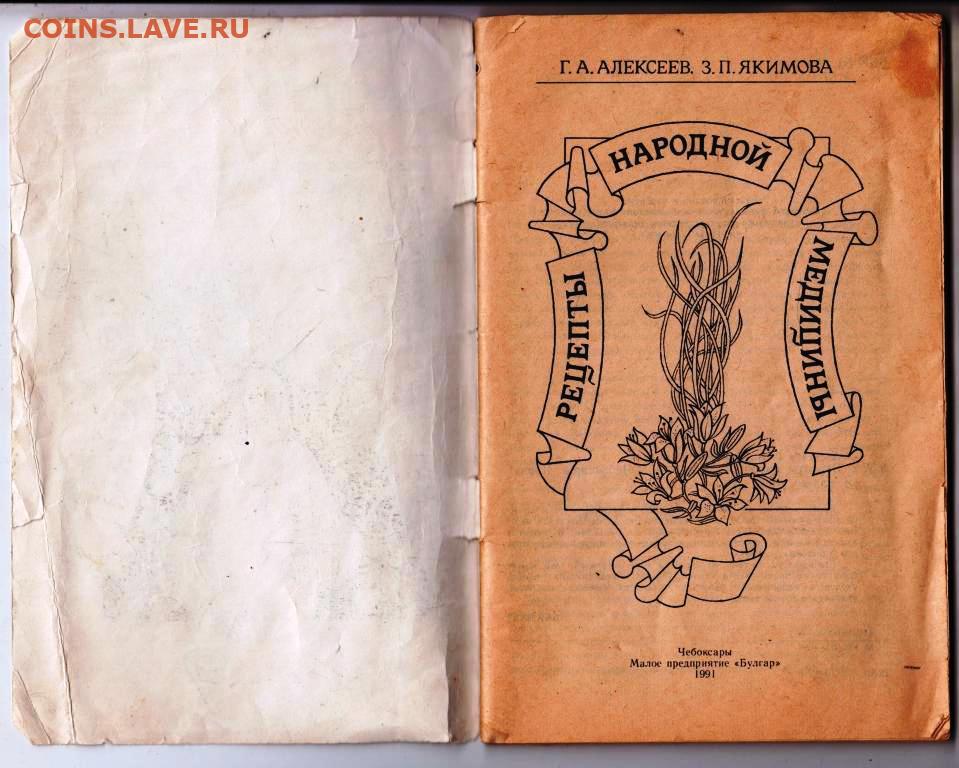 COINS.LAVE.RU
Г. А. АЛЕКСЕЕВ, З. П. ЯКИМОВА
РЕЦЕПТЫ
НАРОДНОЙ
МЕДИЦИНЫ
Чебоксары
Малое предприятие «Булгар»
1991